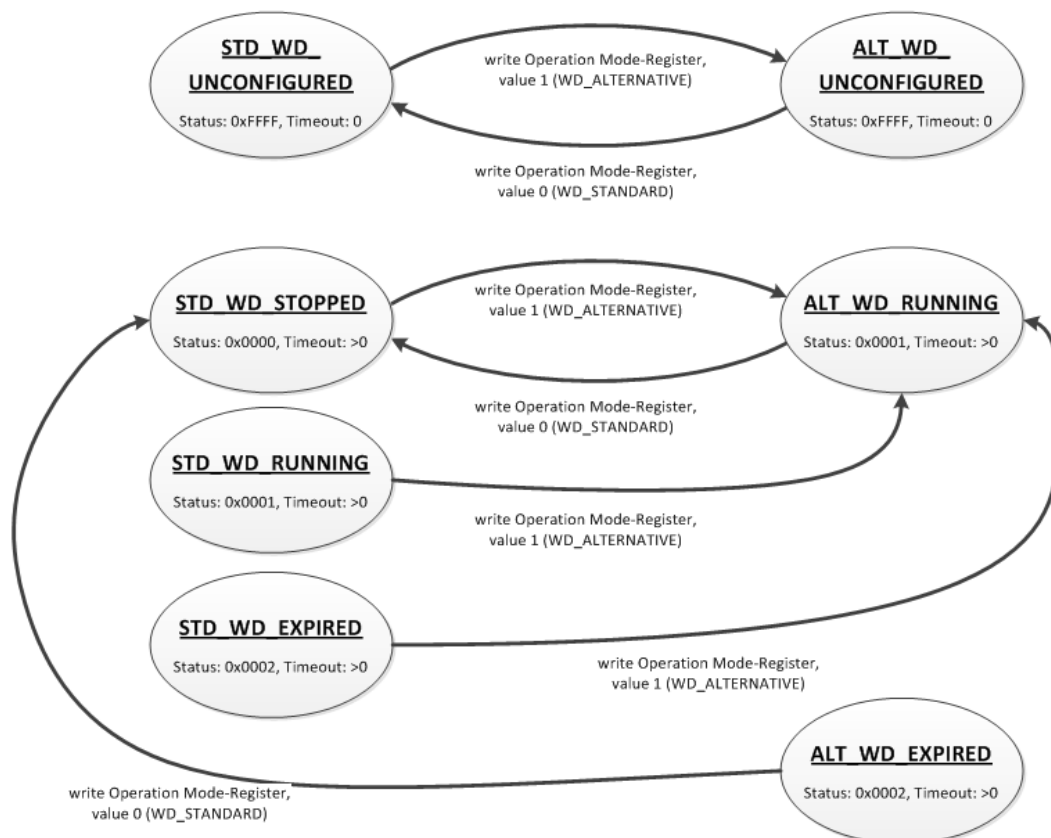 STD_WD_
UNCONFIGURED
Status: 0xFFFF, Timeout: 0
write Operation Mode-Register,
value 1 (WD_ALTERNATIVE)
ALT_WD_
UNCONFIGURED
Status: 0xFFFF, Timeout: 0
write Operation Mode-Register,
value 0 (WD_STANDARD)
STD_WD_STOPPED
Status: 0x0000, Timeout: >0
write Operation Mode-Register,
value 1 (WD_ALTERNATIVE)
ALT_WD_RUNNING
Status: 0x0001, Timeout: >0
write Operation Mode-Register,
value 0 (WD_STANDARD)
STD_WD_RUNNING
Status: 0x0001, Timeout: >0
write Operation Mode-Register,
value 1 (WD_ALTERNATIVE)
STD_WD_EXPIRED
Status: 0x0002, Timeout: >0
write Operation Mode-Register,
value 1 (WD_ALTERNATIVE)
ALT_WD_EXPIRED
Status: 0x0002, Timeout: >0
write Operation Mode-Register,
value 0 (WD_STANDARD)